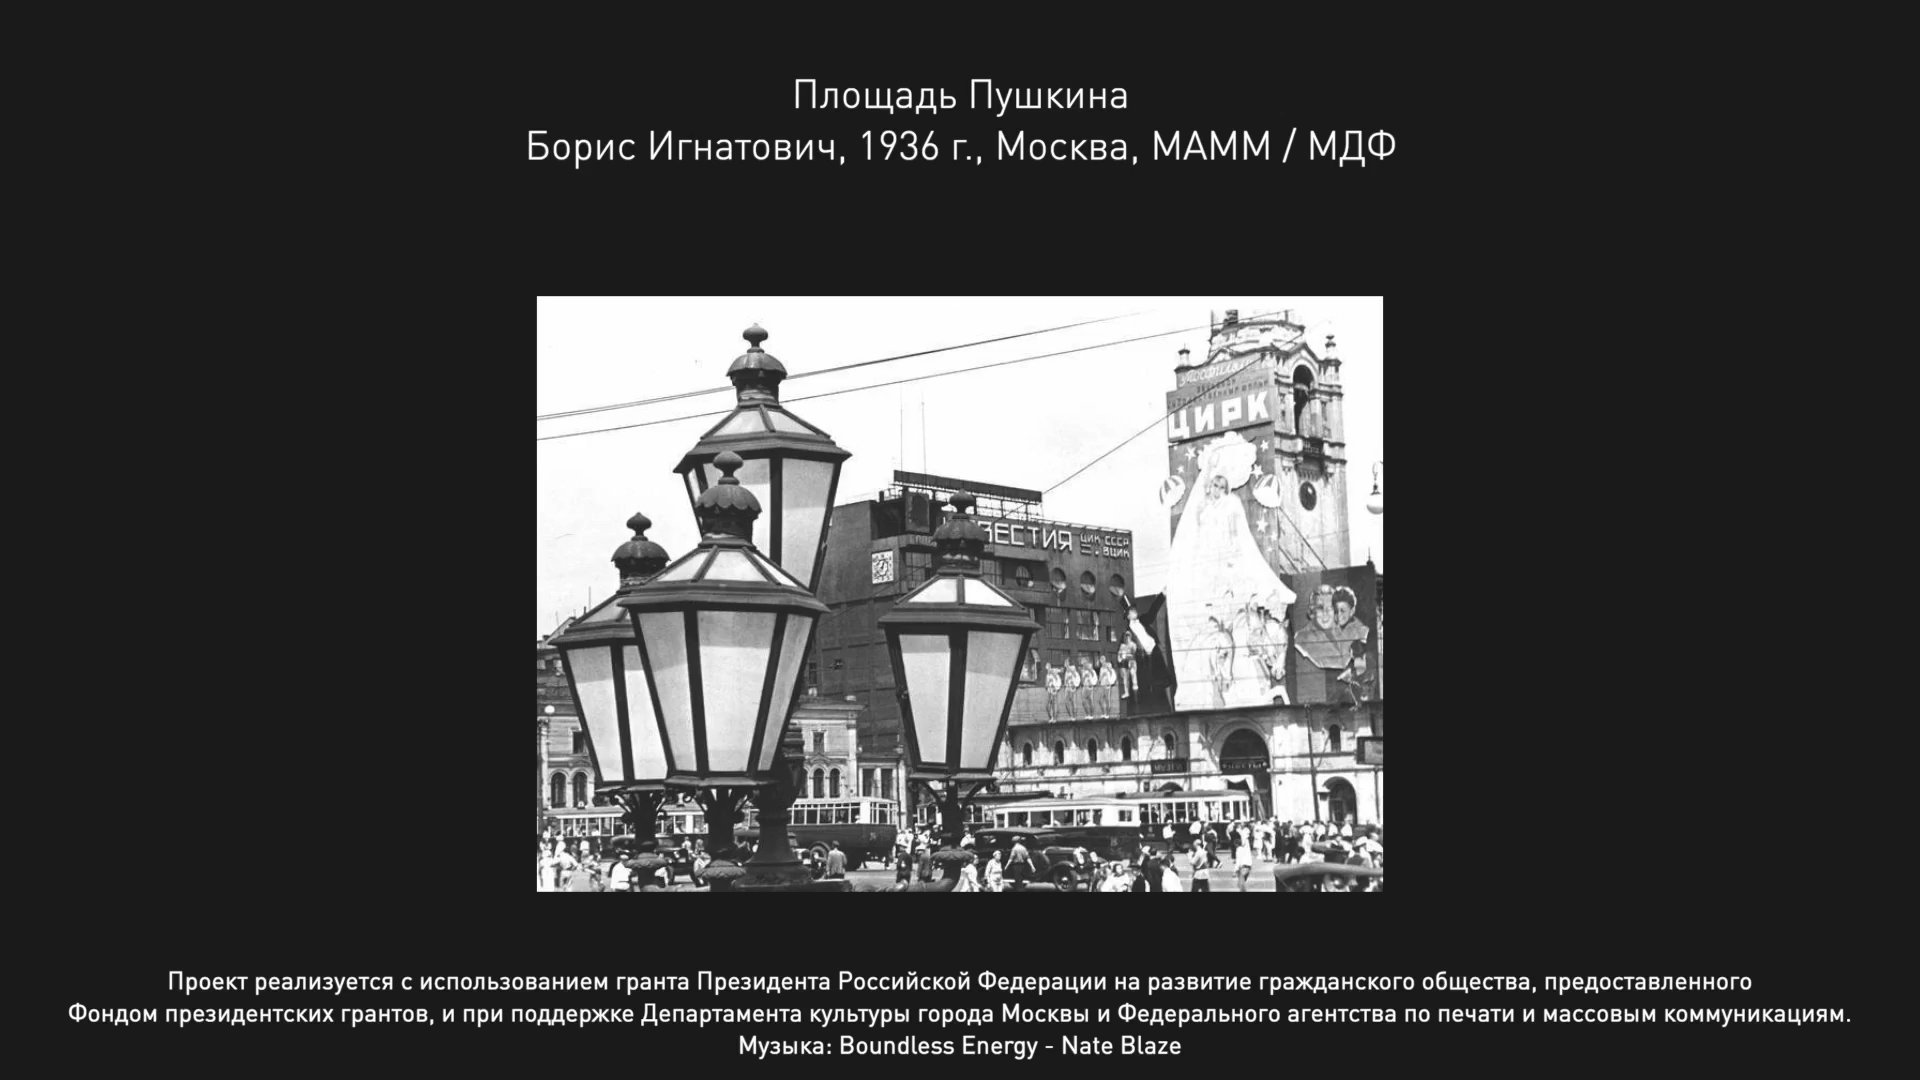 Площадь Пушкина
Борис Игнатович, 1936 г., Москва, МАММ / МДФ
ЦИРК
ВЕСТИЯ ЦИК СССР
ВЦИК
Проект реализуется с использованием гранта Президента Российской Федерации на развитие гражданского общества, предоставленного
Фондом президентских грантов, и при поддержке Департамента культуры города Москвы и Федерального агентства по печати и массовым коммуникациям.
Музыка: Boundless Energy - Nate Blaze